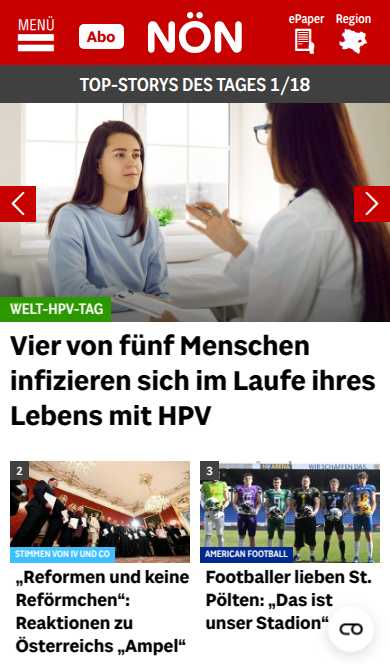 MENÜ
Abo
NÖN
ePaper
Region
TOP-STORYS DES TAGES 1/18
WELT-HPV-TAG
Vier von fünf Menschen
infizieren sich im Laufe ihres
Lebens mit HPV
2
STIMMEN VON IV UND CO
„Reformen und keine
Reförmchen“:
Reaktionen zu
Österreichs „Ampel“
3
WIR SCHAFFEN DAS.
AMERICAN FOOTBALL
Footballer lieben St.
Pölten: „Das ist
unser Stadion“